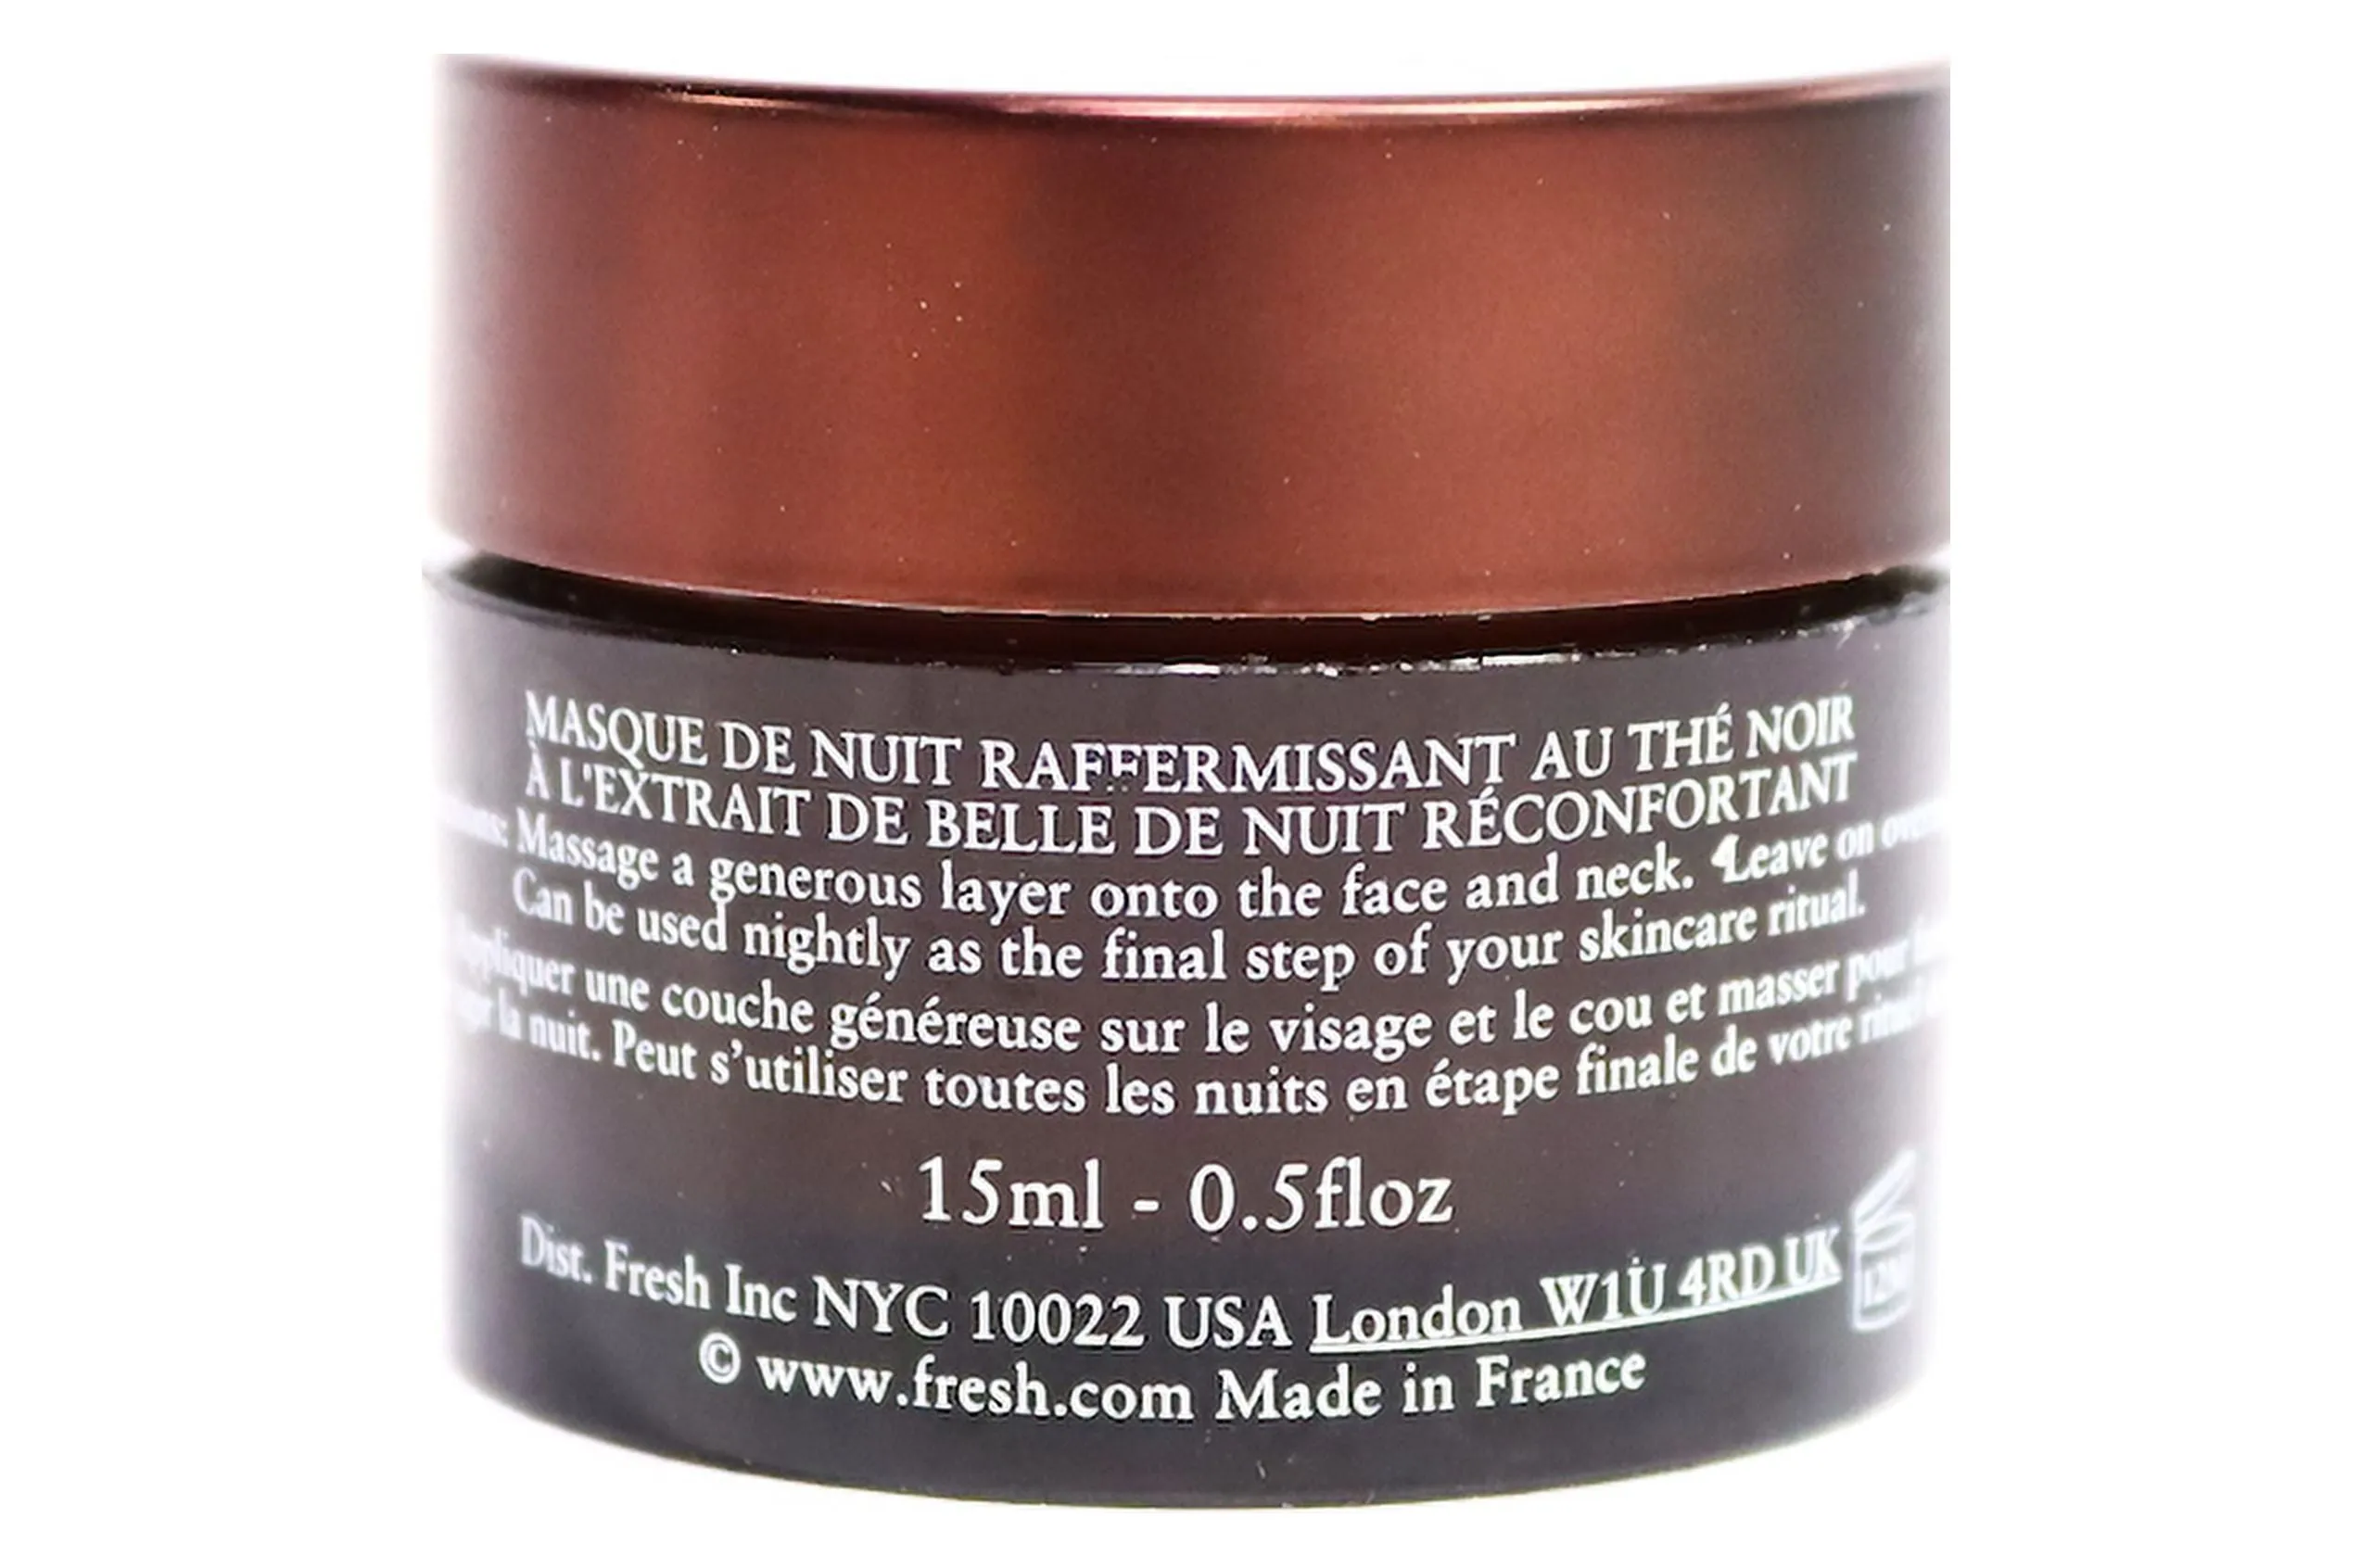 MASQUE DE NUIT RAFFERMISSANT AU THÉ NOIR
À L'EXTRAIT DE BELLE DE NUIT RÉCONFORTANT
Massage a generous layer onto the face and neck. Leave on
Can be used nightly as the final step of your skincare ritual.
une couche généreuse sur le visage et le cou et masser pour
la nuit. Peut s’utiliser toutes les nuits en étape finale de votre
15ml - 0.5floz
Dist. Fresh Inc NYC 10022 USA London W1U 4RD UK
© www.fresh.com Made in France